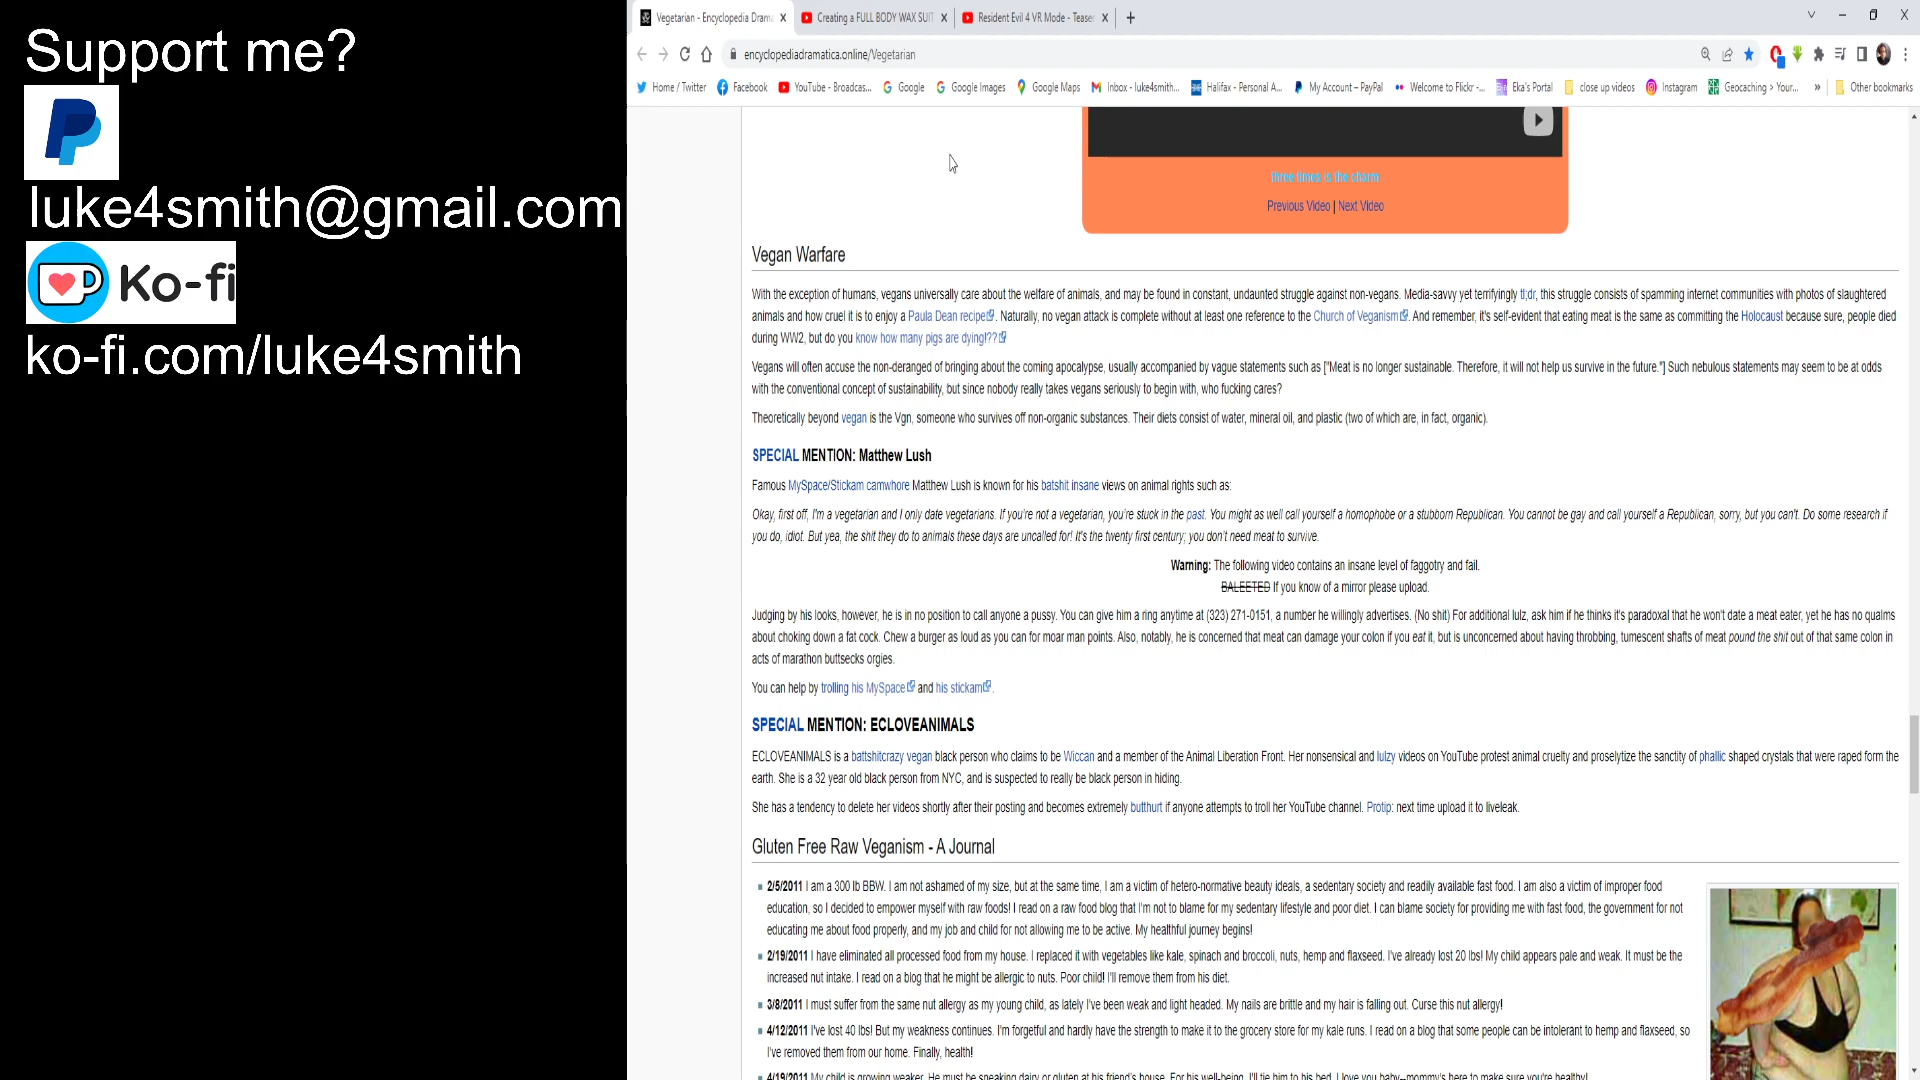 Support me?
luke4smith@gmail.com
Ko-fi
ko-fi.com/luke4smith
Vegetarian - Encyclopedia Drama
Creating a FULL BODY WAX SUIT
Resident Evil 4 VR Mode - Teaser
encyclopediadramatica.online/Vegetarian
Home / Twitter Facebook YouTube - Broadcas... Google Google Images Google Maps Inbox - luke4smith... Halifax - Personal A... My Account – PayPal Welcome to Flickr -... Eka's Portal close up videos Instagram Geocaching > Your... » Other bookmarks
three times is the charm
Previous Video | Next Video
Vegan Warfare
With the exception of humans, vegans universally care about the welfare of animals, and may be found in constant, undaunted struggle against non-vegans. Media-savvy yet terrifyingly tl;dr, this struggle consists of spamming internet communities with photos of slaughtered
animals and how cruel it is to enjoy a Paula Dean recipe. Naturally, no vegan attack is complete without at least one reference to the Church of Veganism. And remember, it's self-evident that eating meat is the same as committing the Holocaust because sure, people died
during WW2, but do you know how many pigs are dying!??
Vegans will often accuse the non-deranged of bringing about the coming apocalypse, usually accompanied by vague statements such as ["Meat is no longer sustainable. Therefore, it will not help us survive in the future."] Such nebulous statements may seem to be at odds
with the conventional concept of sustainability, but since nobody really takes vegans seriously to begin with, who fucking cares?
Theoretically beyond vegan is the Vgn, someone who survives off non-organic substances. Their diets consist of water, mineral oil, and plastic (two of which are, in fact, organic).
SPECIAL MENTION: Matthew Lush
Famous MySpace/Stickam camwhore Matthew Lush is known for his batshit insane views on animal rights such as:
Okay, first off, I'm a vegetarian and I only date vegetarians. If you're not a vegetarian, you're stuck in the past. You might as well call yourself a homophobe or a stubborn Republican. You cannot be gay and call yourself a Republican, sorry, but you can't. Do some research if
you do, idiot. But yea, the shit they do to animals these days are uncalled for! It's the twenty first century; you don't need meat to survive.
Warning: The following video contains an insane level of faggotry and fail.
BALEETED If you know of a mirror please upload.
Judging by his looks, however, he is in no position to call anyone a pussy. You can give him a ring anytime at (323) 271-0151, a number he willingly advertises. (No shit) For additional lulz, ask him if he thinks it's paradoxal that he won't date a meat eater, yet he has no qualms
about choking down a fat cock. Chew a burger as loud as you can for moar man points. Also, notably, he is concerned that meat can damage your colon if you eat it, but is unconcerned about having throbbing, tumescent shafts of meat pound the shit out of that same colon in
acts of marathon buttsecks orgies.
You can help by trolling his MySpace and his stickam.
SPECIAL MENTION: ECLOVEANIMALS
ECLOVEANIMALS is a battshitcrazy vegan black person who claims to be Wiccan and a member of the Animal Liberation Front. Her nonsensical and lulzy videos on YouTube protest animal cruelty and proselytize the sanctity of phallic shaped crystals that were raped form the
earth. She is a 32 year old black person from NYC, and is suspected to really be black person in hiding.
She has a tendency to delete her videos shortly after their posting and becomes extremely butthurt if anyone attempts to troll her YouTube channel. Protip: next time upload it to liveleak.
Gluten Free Raw Veganism - A Journal
2/5/2011 I am a 300 lb BBW. I am not ashamed of my size, but at the same time, I am a victim of hetero-normative beauty ideals, a sedentary society and readily available fast food. I am also a victim of improper food
education, so I decided to empower myself with raw foods! I read on a raw food blog that I'm not to blame for my sedentary lifestyle and poor diet. I can blame society for providing me with fast food, the government for not
educating me about food properly, and my job and child for not allowing me to be active. My healthful journey begins!
2/19/2011 I have eliminated all processed food from my house. I replaced it with vegetables like kale, spinach and broccoli, nuts, hemp and flaxseed. I've already lost 20 lbs! My child appears pale and weak. It must be the
increased nut intake. I read on a blog that he might be allergic to nuts. Poor child! I'll remove them from his diet.
3/8/2011 I must suffer from the same nut allergy as my young child, as lately I've been weak and light headed. My nails are brittle and my hair is falling out. Curse this nut allergy!
4/12/2011 I've lost 40 lbs! But my weakness continues. I'm forgetful and hardly have the strength to make it to the grocery store for my kale runs. I read on a blog that some people can be intolerant to hemp and flaxseed, so
I've removed them from our home. Finally, health!
4/19/2011 My child is growing weaker. He must be sneaking dairy or gluten at his friend's house. For his well-being, I'll tie him to his bed. I love you baby--mommy's here to make sure you're healthy!